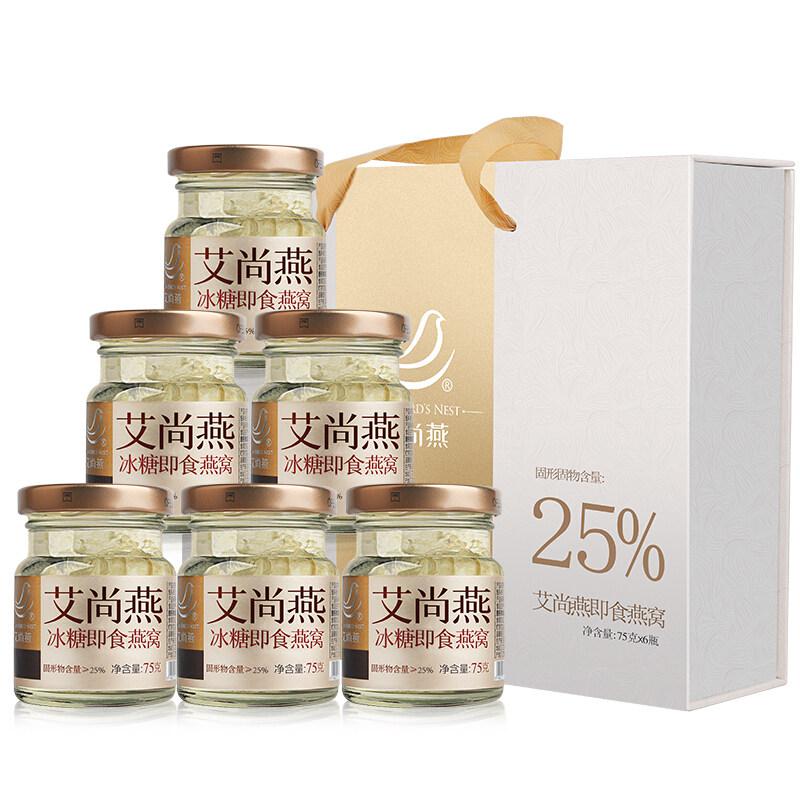 艾尚燕
冰糖即食燕窝
5%
艾尚燕
冰糖即食燕窝
艾尚燕
冰糖即食燕窝
%
艾尚燕
冰糖即食燕窝
固形物含量≥25% 净含量:75克
艾尚燕
冰糖即食燕窝
固形物含量≥25% 净含量:75克
艾尚燕
冰糖即食燕窝
固形物含量≥25% 净含量:75克
®
RD'S NEST
尚燕
固形固物含量:
25%
艾尚燕即食燕窝
净含量:75克x6瓶